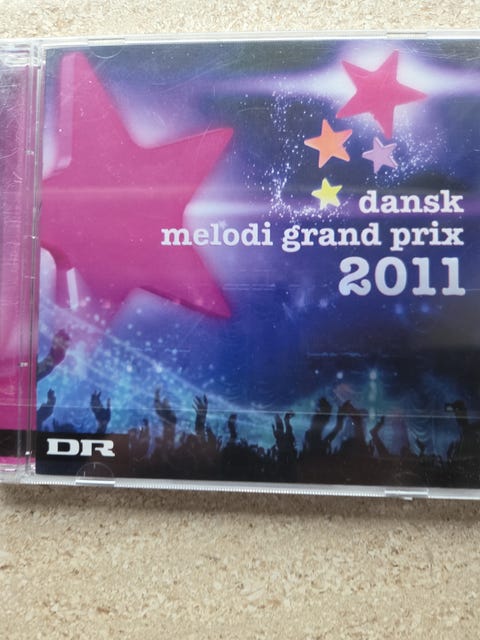 dansk
melodi grand prix
2011
DR